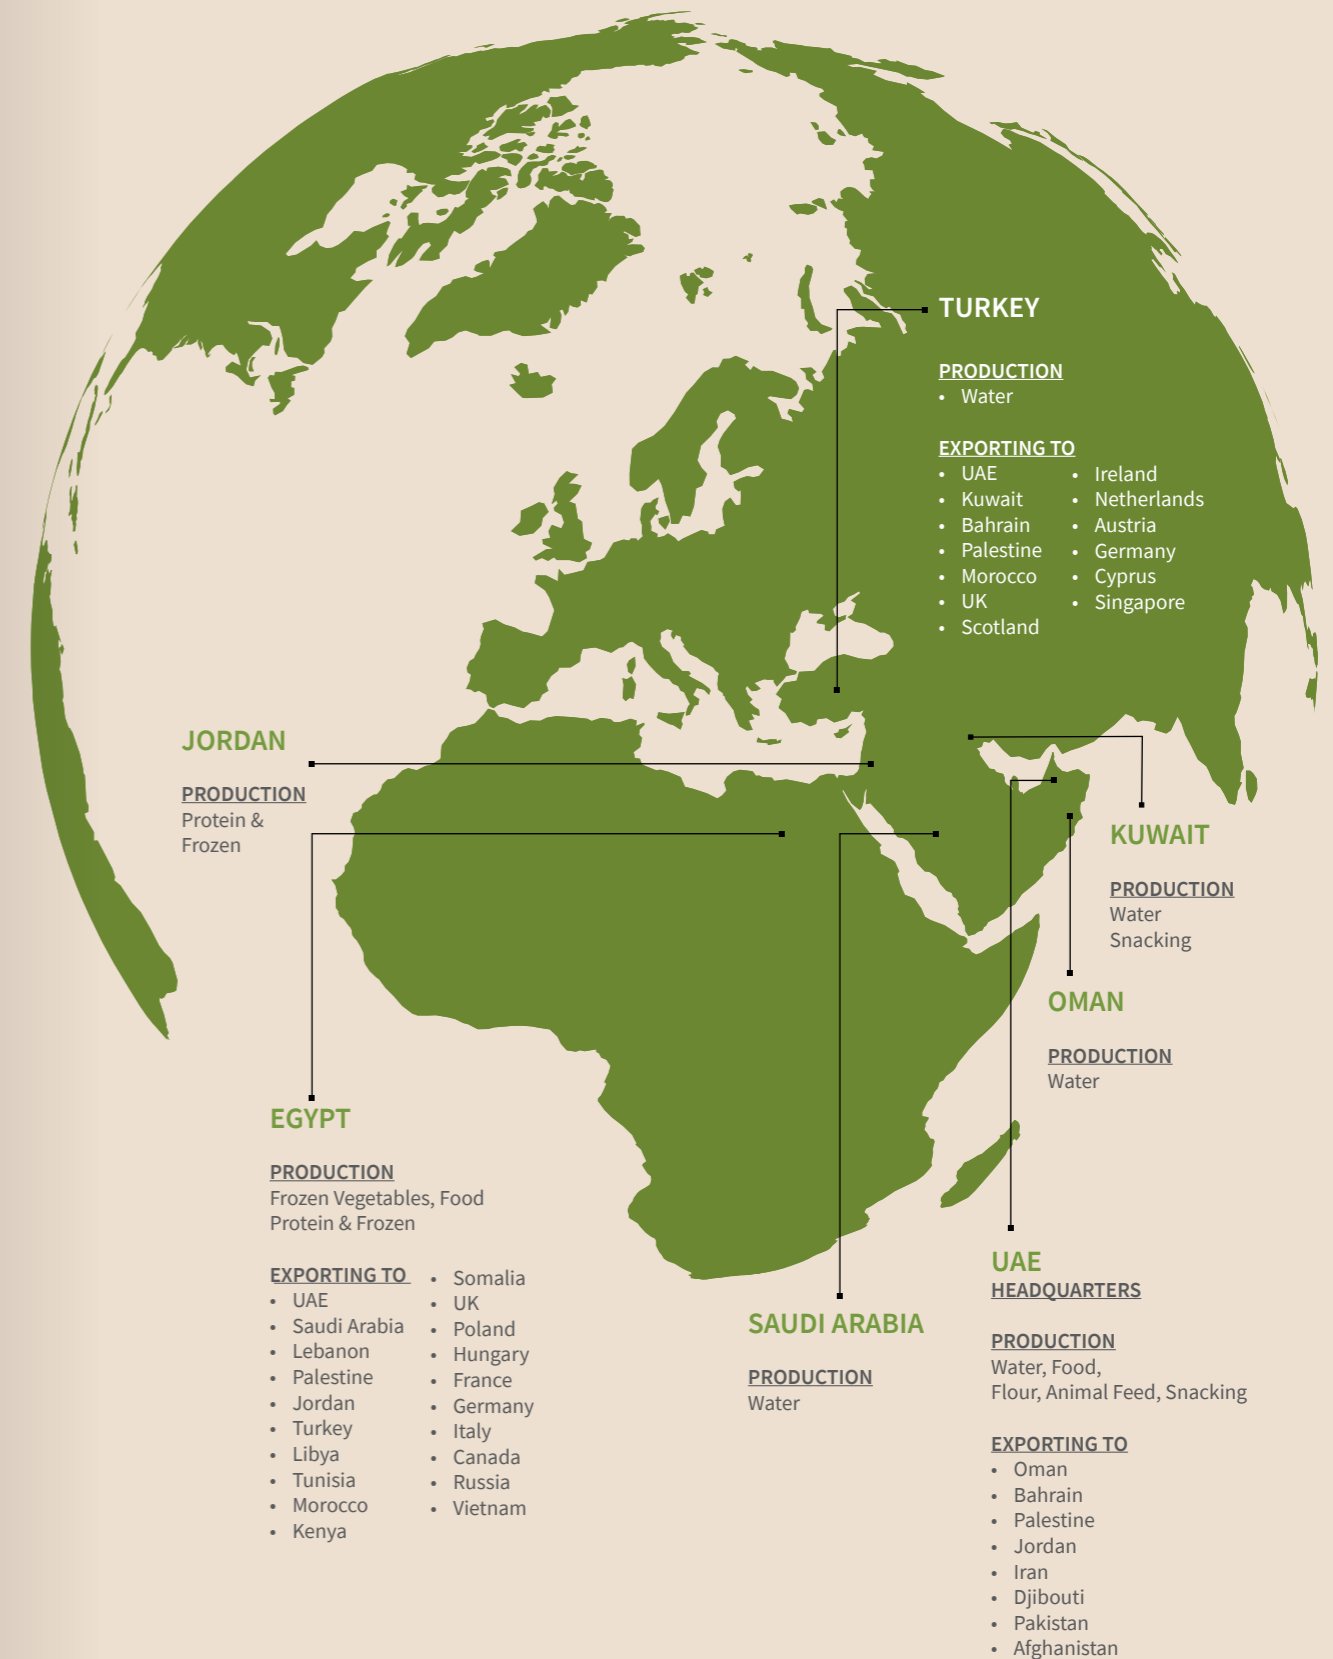 TURKEY
PRODUCTION
• Water
EXPORTING TO
• UAE
• Kuwait
• Bahrain
• Palestine
• Morocco
• UK
• Scotland
• Ireland
• Netherlands
• Austria
• Germany
• Cyprus
• Singapore
JORDAN
PRODUCTION
Protein &
Frozen
KUWAIT
PRODUCTION
Water
Snacking
OMAN
PRODUCTION
Water
EGYPT
PRODUCTION
Frozen Vegetables, Food
Protein & Frozen
EXPORTING TO
• UAE
• Saudi Arabia
• Lebanon
• Palestine
• Jordan
• Turkey
• Libya
• Tunisia
• Morocco
• Kenya
• Somalia
• UK
• Poland
• Hungary
• France
• Germany
• Italy
• Canada
• Russia
• Vietnam
SAUDI ARABIA
PRODUCTION
Water
UAE
HEADQUARTERS
PRODUCTION
Water, Food,
Flour, Animal Feed, Snacking
EXPORTING TO
• Oman
• Bahrain
• Palestine
• Jordan
• Iran
• Djibouti
• Pakistan
• Afghanistan